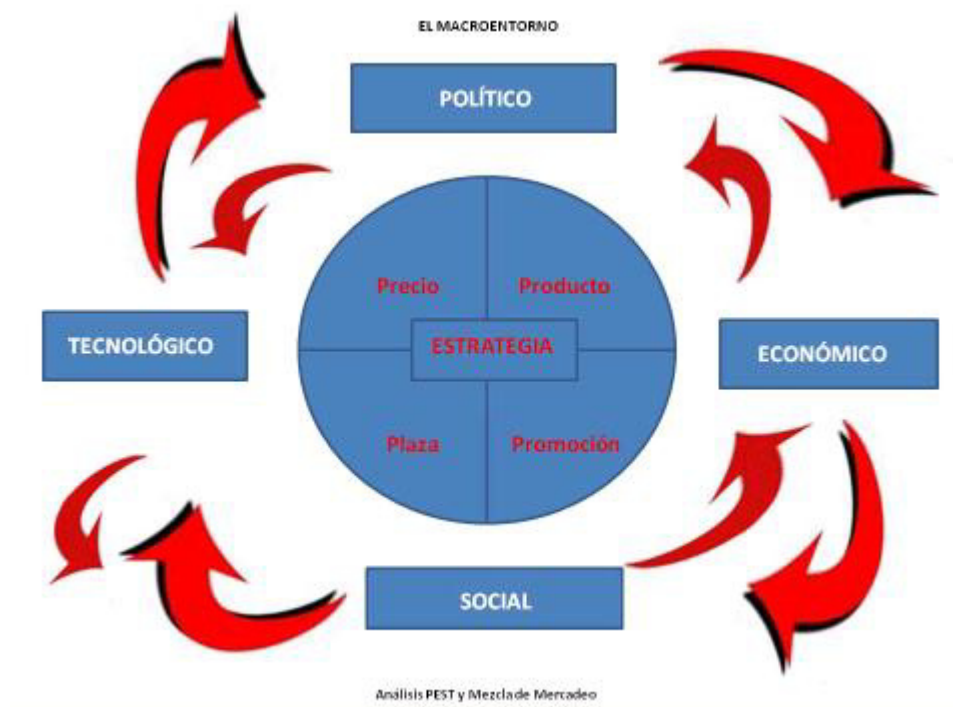 EL MACROENTORNO
POLÍTICO
Precio
Producto
TECNOLÓGICO
ESTRATEGIA
ECONÓMICO
Plaza
Promoción
SOCIAL
Análisis PEST y Mezcla de Mercadeo